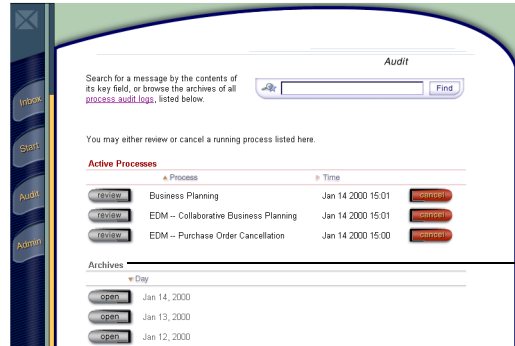 Audit
Search for a message by the contents of
its key field, or browse the archives of all
process audit logs, listed below.
Find
Inbox
Start
Audit
Admin
You may either review or cancel a running process listed here.
Active Processes
Process Time
review Business Planning Jan 14 2000 15:01 cancel
review EDM -- Collaborative Business Planning Jan 14 2000 15:01 cancel
review EDM -- Purchase Order Cancellation Jan 14 2000 15:00 cancel
Archives
Day
open Jan 14, 2000
open Jan 13, 2000
open Jan 12, 2000